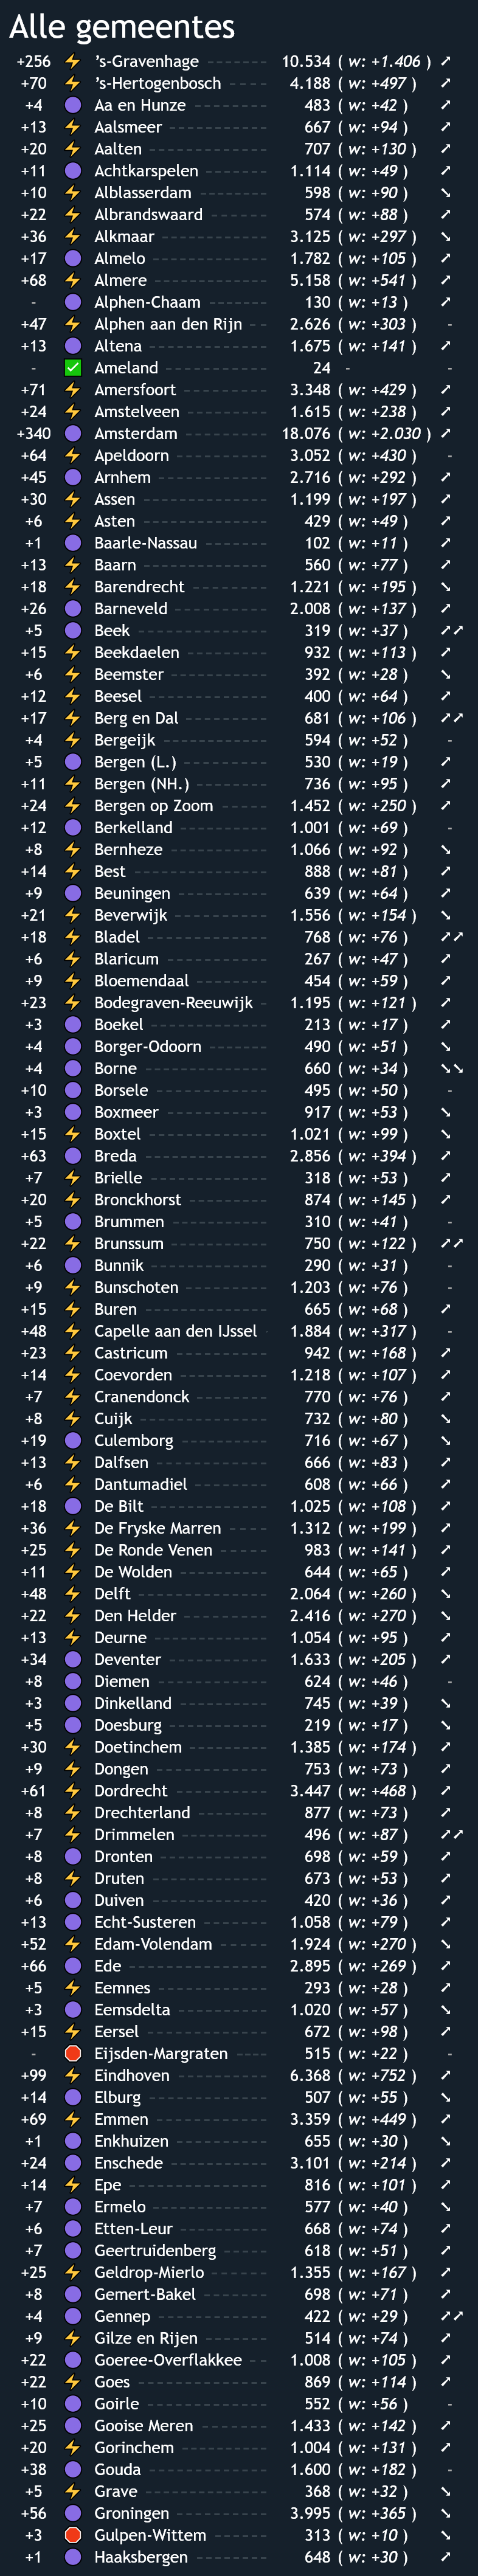 Alle gemeentes
+256 ⚡ 's-Gravenhage 10.534 ( w: +1.406 ) ➚
+70 ⚡ 's-Hertogenbosch 4.188 ( w: +497 ) ➚
+4 🟣 Aa en Hunze 483 ( w: +42 ) ➚
+13 ⚡ Aalsmeer 667 ( w: +94 ) ➚
+20 ⚡ Aalten 707 ( w: +130 ) ➚
+11 🟣 Achtkarspelen 1.114 ( w: +49 ) ➚
+10 ⚡ Alblasserdam 598 ( w: +90 ) ➘
+22 ⚡ Albrandswaard 574 ( w: +88 ) ➚
+36 ⚡ Alkmaar 3.125 ( w: +297 ) ➘
+17 🟣 Almelo 1.782 ( w: +105 ) ➚
+68 ⚡ Almere 5.158 ( w: +541 ) ➚
- 🟣 Alphen-Chaam 130 ( w: +13 ) ➚
+47 ⚡ Alphen aan den Rijn 2.626 ( w: +303 ) -
+13 🟣 Altena 1.675 ( w: +141 ) ➚
- ✅ Ameland 24 - -
+71 ⚡ Amersfoort 3.348 ( w: +429 ) ➚
+24 ⚡ Amstelveen 1.615 ( w: +238 ) ➚
+340 🟣 Amsterdam 18.076 ( w: +2.030 ) ➚
+64 ⚡ Apeldoorn 3.052 ( w: +430 ) -
+45 🟣 Arnhem 2.716 ( w: +292 ) ➚
+30 ⚡ Assen 1.199 ( w: +197 ) ➚
+6 ⚡ Asten 429 ( w: +49 ) ➚
+1 🟣 Baarle-Nassau 102 ( w: +11 ) ➚
+13 ⚡ Baarn 560 ( w: +77 ) ➚
+18 ⚡ Barendrecht 1.221 ( w: +195 ) ➘
+26 🟣 Barneveld 2.008 ( w: +137 ) ➚
+5 🟣 Beek 319 ( w: +37 ) ➚➚
+15 ⚡ Beekdaelen 932 ( w: +113 ) ➚
+6 ⚡ Beemster 392 ( w: +28 ) ➘
+12 ⚡ Beesel 400 ( w: +64 ) ➚
+17 ⚡ Berg en Dal 681 ( w: +106 ) ➚➚
+4 ⚡ Bergeijk 594 ( w: +52 ) -
+5 🟣 Bergen (L.) 530 ( w: +19 ) ➚
+11 ⚡ Bergen (NH.) 736 ( w: +95 ) ➚
+24 ⚡ Bergen op Zoom 1.452 ( w: +250 ) ➚
+12 🟣 Berkelland 1.001 ( w: +69 ) -
+8 ⚡ Bernheze 1.066 ( w: +92 ) ➘
+14 ⚡ Best 888 ( w: +81 ) ➚
+9 🟣 Beuningen 639 ( w: +64 ) ➚
+21 ⚡ Beverwijk 1.556 ( w: +154 ) ➘
+18 ⚡ Bladel 768 ( w: +76 ) ➚➚
+6 ⚡ Blaricum 267 ( w: +47 ) ➚
+9 ⚡ Bloemendaal 454 ( w: +59 ) ➚
+23 ⚡ Bodegraven-Reeuwijk 1.195 ( w: +121 ) ➚
+3 🟣 Boekel 213 ( w: +17 ) ➚
+4 🟣 Borger-Odoorn 490 ( w: +51 ) ➘
+4 🟣 Borne 660 ( w: +34 ) ➘➘
+10 🟣 Borsele 495 ( w: +50 ) -
+3 🟣 Boxmeer 917 ( w: +53 ) ➘
+15 ⚡ Boxtel 1.021 ( w: +99 ) ➘
+63 🟣 Breda 2.856 ( w: +394 ) ➚
+7 ⚡ Brielle 318 ( w: +53 ) ➚
+20 ⚡ Bronckhorst 874 ( w: +145 ) ➚
+5 🟣 Brummen 310 ( w: +41 ) -
+22 ⚡ Brunssum 750 ( w: +122 ) ➚➚
+6 🟣 Bunnik 290 ( w: +31 ) -
+9 ⚡ Bunschoten 1.203 ( w: +76 ) -
+15 ⚡ Buren 665 ( w: +68 ) ➚
+48 ⚡ Capelle aan den IJssel 1.884 ( w: +317 ) -
+23 ⚡ Castricum 942 ( w: +168 ) ➚
+14 ⚡ Coevorden 1.218 ( w: +107 ) ➚
+7 ⚡ Cranendonck 770 ( w: +76 ) ➚
+8 ⚡ Cuijk 732 ( w: +80 ) ➘
+19 🟣 Culemborg 716 ( w: +67 ) ➘
+13 ⚡ Dalfsen 666 ( w: +83 ) ➚
+6 ⚡ Dantumadiel 608 ( w: +66 ) ➚
+18 🟣 De Bilt 1.025 ( w: +108 ) ➚
+36 ⚡ De Fryske Marren 1.312 ( w: +199 ) ➚
+25 ⚡ De Ronde Venen 983 ( w: +141 ) ➚
+11 ⚡ De Wolden 644 ( w: +65 ) ➚
+48 ⚡ Delft 2.064 ( w: +260 ) ➘
+22 ⚡ Den Helder 2.416 ( w: +270 ) ➘
+13 ⚡ Deurne 1.054 ( w: +95 ) ➚
+34 🟣 Deventer 1.633 ( w: +205 ) ➚
+8 🟣 Diemen 624 ( w: +46 ) -
+3 🟣 Dinkelland 745 ( w: +39 ) ➘
+5 🟣 Doesburg 219 ( w: +17 ) ➘
+30 ⚡ Doetinchem 1.385 ( w: +174 ) ➚
+9 ⚡ Dongen 753 ( w: +73 ) ➚
+61 ⚡ Dordrecht 3.447 ( w: +468 ) ➚
+8 ⚡ Drechterland 877 ( w: +73 ) ➚
+7 ⚡ Drimmelen 496 ( w: +87 ) ➚➚
+8 🟣 Dronten 698 ( w: +59 ) ➚
+8 ⚡ Druten 673 ( w: +53 ) ➚
+6 🟣 Duiven 420 ( w: +36 ) ➚
+13 🟣 Echt-Susteren 1.058 ( w: +79 ) ➚
+52 ⚡ Edam-Volendam 1.924 ( w: +270 ) ➘
+66 🟣 Ede 2.895 ( w: +269 ) ➚
+5 ⚡ Eemnes 293 ( w: +28 ) ➚
+3 🟣 Eemsdelta 1.020 ( w: +57 ) ➘
+15 ⚡ Eersel 672 ( w: +98 ) ➚
- 🛑 Eijsden-Margraten 515 ( w: +22 ) -
+99 ⚡ Eindhoven 6.368 ( w: +752 ) ➚
+14 🟣 Elburg 507 ( w: +55 ) ➘
+69 ⚡ Emmen 3.359 ( w: +449 ) ➚
+1 🟣 Enkhuizen 655 ( w: +30 ) ➘
+24 🟣 Enschede 3.101 ( w: +214 ) ➚
+14 ⚡ Epe 816 ( w: +101 ) ➚
+7 🟣 Ermelo 577 ( w: +40 ) ➘
+6 🟣 Etten-Leur 668 ( w: +74 ) ➚
+7 🟣 Geertruidenberg 618 ( w: +51 ) ➚
+25 ⚡ Geldrop-Mierlo 1.355 ( w: +167 ) ➚
+8 🟣 Gemert-Bakel 698 ( w: +71 ) ➚
+4 🟣 Gennep 422 ( w: +29 ) ➚➚
+9 ⚡ Gilze en Rijen 514 ( w: +74 ) ➚
+22 🟣 Goeree-Overflakkee 1.008 ( w: +105 ) ➚
+22 ⚡ Goes 869 ( w: +114 ) ➚
+10 🟣 Goirle 552 ( w: +56 ) -
+25 🟣 Gooise Meren 1.433 ( w: +142 ) ➚
+20 ⚡ Gorinchem 1.004 ( w: +131 ) ➚
+38 🟣 Gouda 1.600 ( w: +182 ) -
+5 ⚡ Grave 368 ( w: +32 ) ➘
+56 🟣 Groningen 3.995 ( w: +365 ) ➘
+3 🛑 Gulpen-Wittem 313 ( w: +10 ) ➘
+1 🟣 Haaksbergen 648 ( w: +30 ) ➚